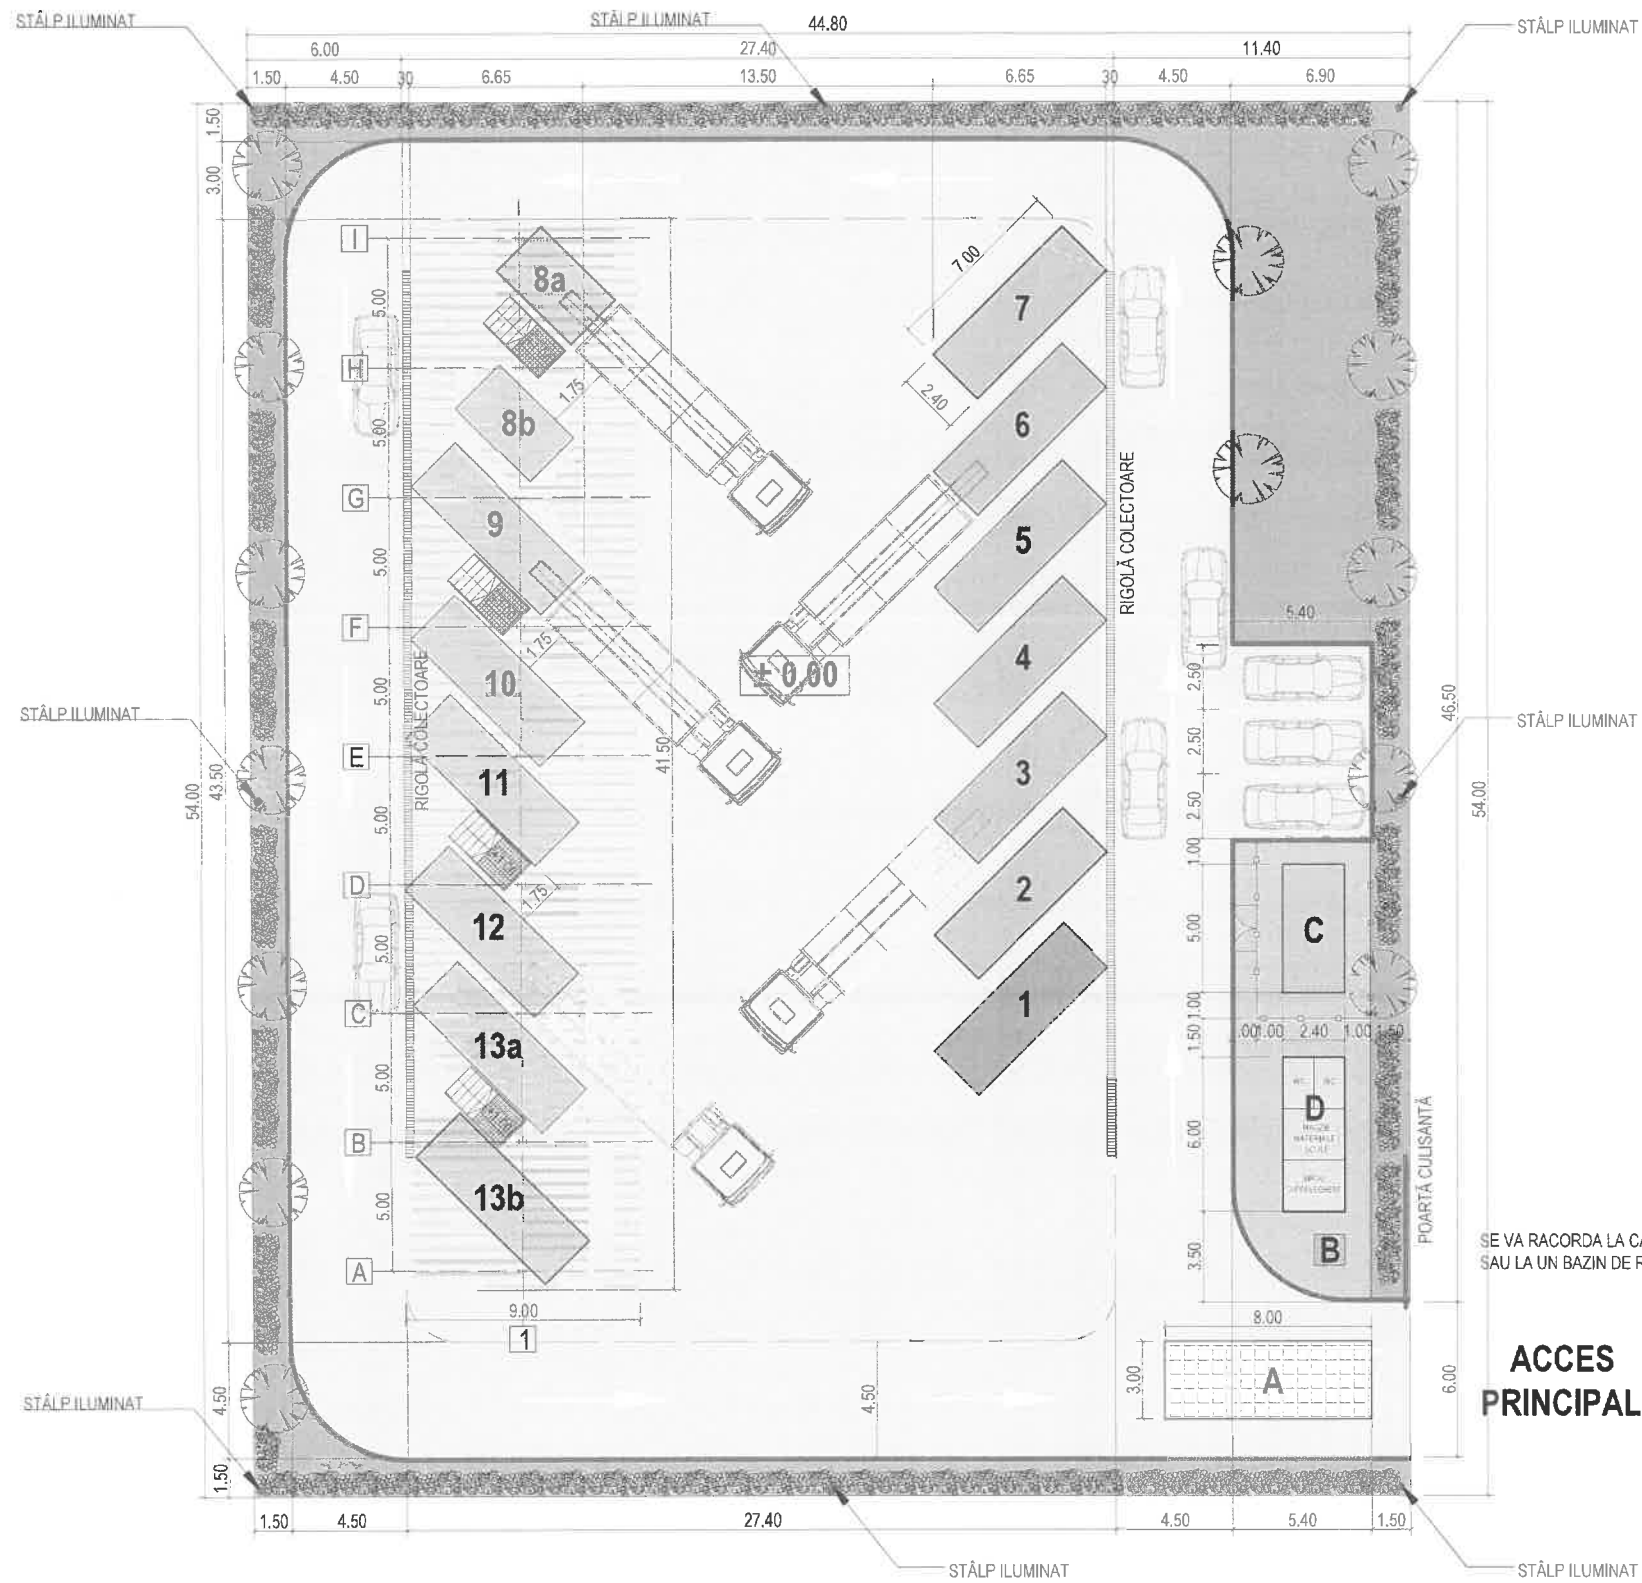 STÂLP ILUMINAT
STÂLP ILUMINAT
44.80
STÂLP ILUMINAT
6.00
27.40
11.40
1.50
4.50
30
6.65
13.50
6.65
30
4.50
6.90
1.50
3.00
I
8a
7.00
7
5.00
H
2.40
1.75
8b
6
5.00
G
RIGOLĂ COLECTOARE
9
5
5.00
5.40
F
1.75
4
± 0.00
2.50
10
RIGOLĂ COLECTOARE
5.00
46.50
STÂLP ILUMINAT
STÂLP ILUMINAT
E
41.50
2.50
11
3
43.50
54.00
54.00
2.50
5.00
1.00
D
1.75
2
12
C
5.00
5.00
C
1
1.00
13a
1.50
.00
1.00
2.40
1.00
1.50
5.00
D
B
6.00
POARTĂ CULISANTĂ
13b
5.00
B
SE VA RACORDA LA CA
SAU LA UN BAZIN DE R
3.50
A
9.00
8.00
1
ACCES
PRINCIPAL
3.00
A
6.00
STÂLP ILUMINAT
4.50
4.50
1.50
1.50
4.50
27.40
4.50
5.40
1.50
STÂLP ILUMINAT
STÂLP ILUMINAT